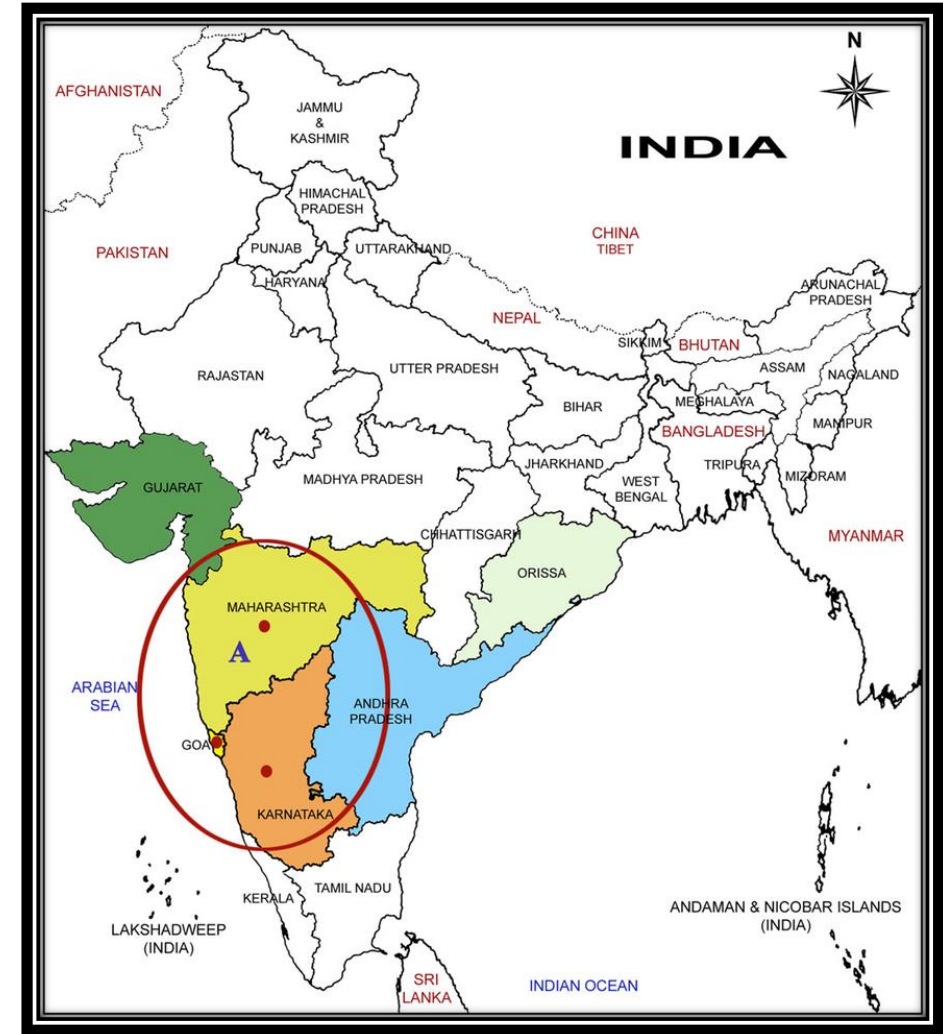 N
AFGHANISTAN
JAMMU
&
KASHMIR
INDIA
HIMACHAL
PRADESH
PAKISTAN
PUNJAB
UTTARAKHAND
CHINA
TIBET
HARYANA
ARUNACHAL
PRADESH
NEPAL
SIKKIM
BHUTAN
RAJASTAN
UTTER PRADESH
ASSAM
NAGALAND
BIHAR
MEGHALAYA
MANIPUR
BANGLADESH
JHARKHAND
TRIPURA
MIZORAM
GUJARAT
MADHYA PRADESH
WEST
BENGAL
CHHATTISGARH
MYANMAR
ORISSA
MAHARASHTRA
A
ARABIAN
SEA
ANDHRA
PRADESH
GOA
KARNATAKA
KERALA
TAMIL NADU
LAKSHADWEEP
(INDIA)
ANDAMAN & NICOBAR ISLANDS
(INDIA)
SRI
LANKA
INDIAN OCEAN